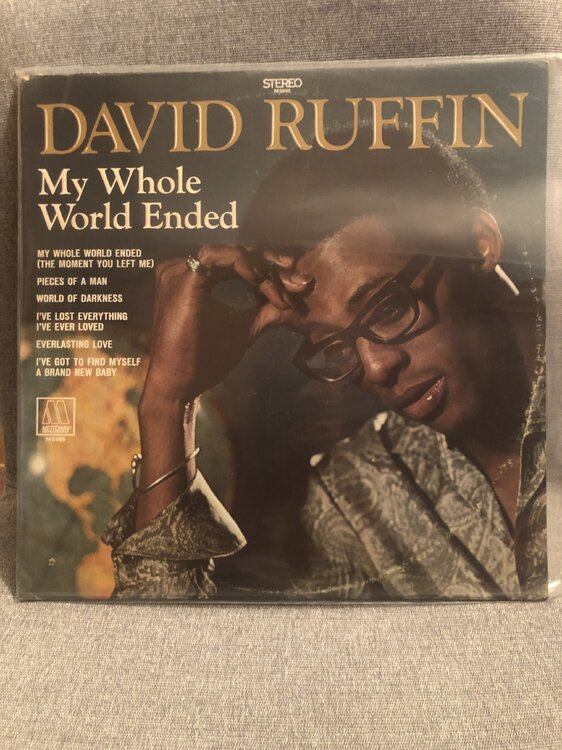 STEREO
MS685
DAVID RUFFIN
My Whole
World Ended
MY WHOLE WORLD ENDED
(THE MOMENT YOU LEFT ME)
PIECES OF A MAN
WORLD OF DARKNESS
I'VE LOST EVERYTHING
I'VE EVER LOVED
EVERLASTING LOVE
I'VE GOT TO FIND MYSELF
A BRAND NEW BABY
M
MOTOWN
MS685